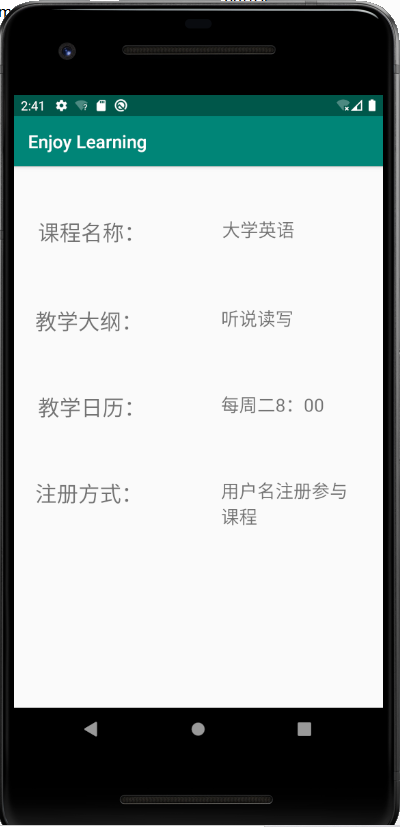 2:41
Enjoy Learning
课程名称： 大学英语
教学大纲： 听说读写
教学日历： 每周二8：00
注册方式： 用户名注册参与
课程